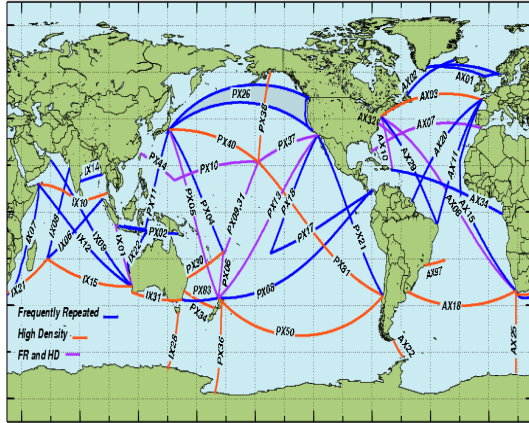 AX02
AX01
PX26
AX03
PX38
AX32
AX07
PX40
PX37
AX10
AX29
AX20
AX11
PX44
PX10
IX14
IX10
PX05
PX04
PX08,31
PX13
PX18
AX08
AX15
AX34
IX07
IX08
IX06
IX12
IX09
IX22
PX11
IX01
PX02
PX17
PX21
PX30
PX06
PX31
AX97
IX21
IX15
IX31
PX03
PX34
PX08
AX18
Frequently Repeated
High Density
FR and HD
IX28
PX36
PX50
AX22
AX25